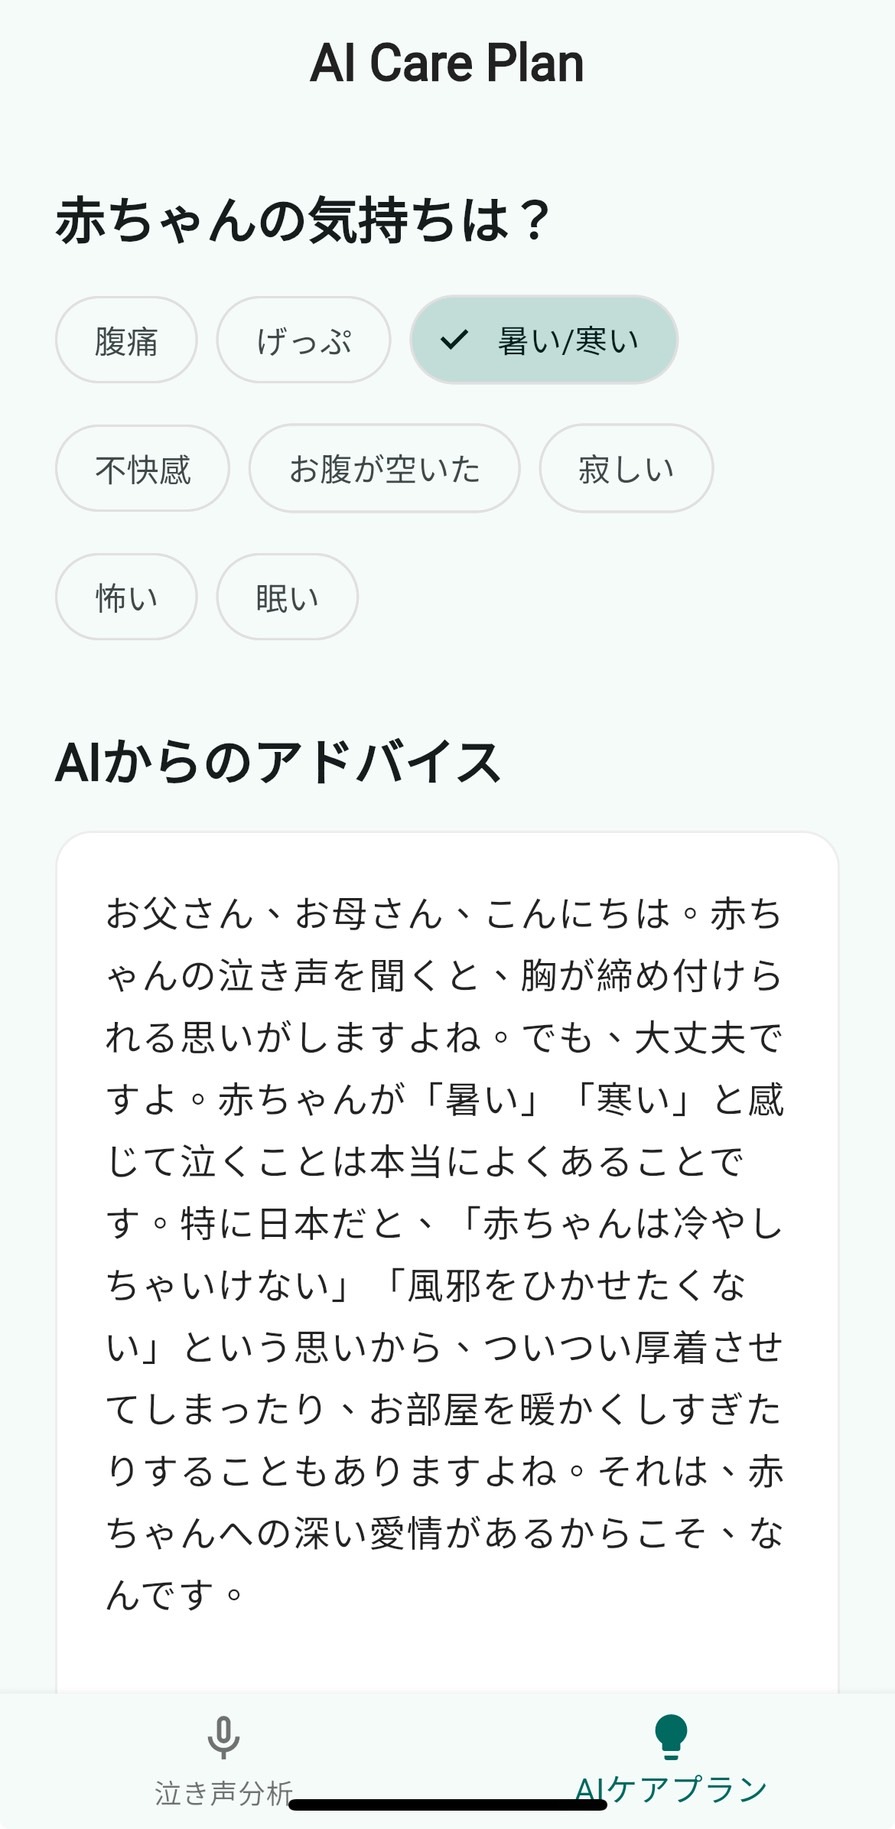 AI Care Plan
赤ちゃんの気持ちは？
腹痛
げっぷ
暑い/寒い
不快感
お腹が空いた
寂しい
怖い
眠い
AIからのアドバイス
お父さん、お母さん、こんにちは。赤ち
ゃんの泣き声を聞くと、胸が締め付けら
れる思いがしますよね。でも、大丈夫で
すよ。赤ちゃんが「暑い」「寒い」と感
じて泣くことは本当によくあることで
す。特に日本だと、「赤ちゃんは冷やし
ちゃいけない」「風邪をひかせたくな
い」という思いから、ついつい厚着させ
てしまったり、お部屋を暖かくしすぎた
りすることもありますよね。それは、赤
ちゃんへの深い愛情があるからこそ、な
んです。
泣き声分析
AIケアプラン